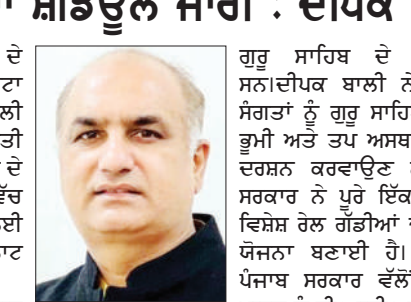 ਸ਼ਡਿਊਲ ਜਾਰੀ : ਦੀਪਕ
ਦੇ
ਟਾ
ਲੀ
ਤੀ
ਦੇ
ਵੱਚ
ਈ
ਾਟ
ਗੁਰੂ ਸਾਹਿਬ ਦੇ
ਸਨ।ਦੀਪਕ ਬਾਲੀ ਨੇ
ਸੰਗਤਾਂ ਨੂੰ ਗੁਰੂ ਸਾਹਿ
ਭੂਮੀ ਅਤੇ ਤਪ ਅਸਥ
ਦਰਸ਼ਨ ਕਰਵਾਉਣ
ਸਰਕਾਰ ਨੇ ਪੂਰੇ ਇੱਕ
ਵਿਸ਼ੇਸ਼ ਰੇਲ ਗੱਡੀਆਂ
ਯੋਜਨਾ ਬਣਾਈ ਹੈ।
ਪੰਜਾਬ ਸਰਕਾਰ ਵੱਲੋਂ